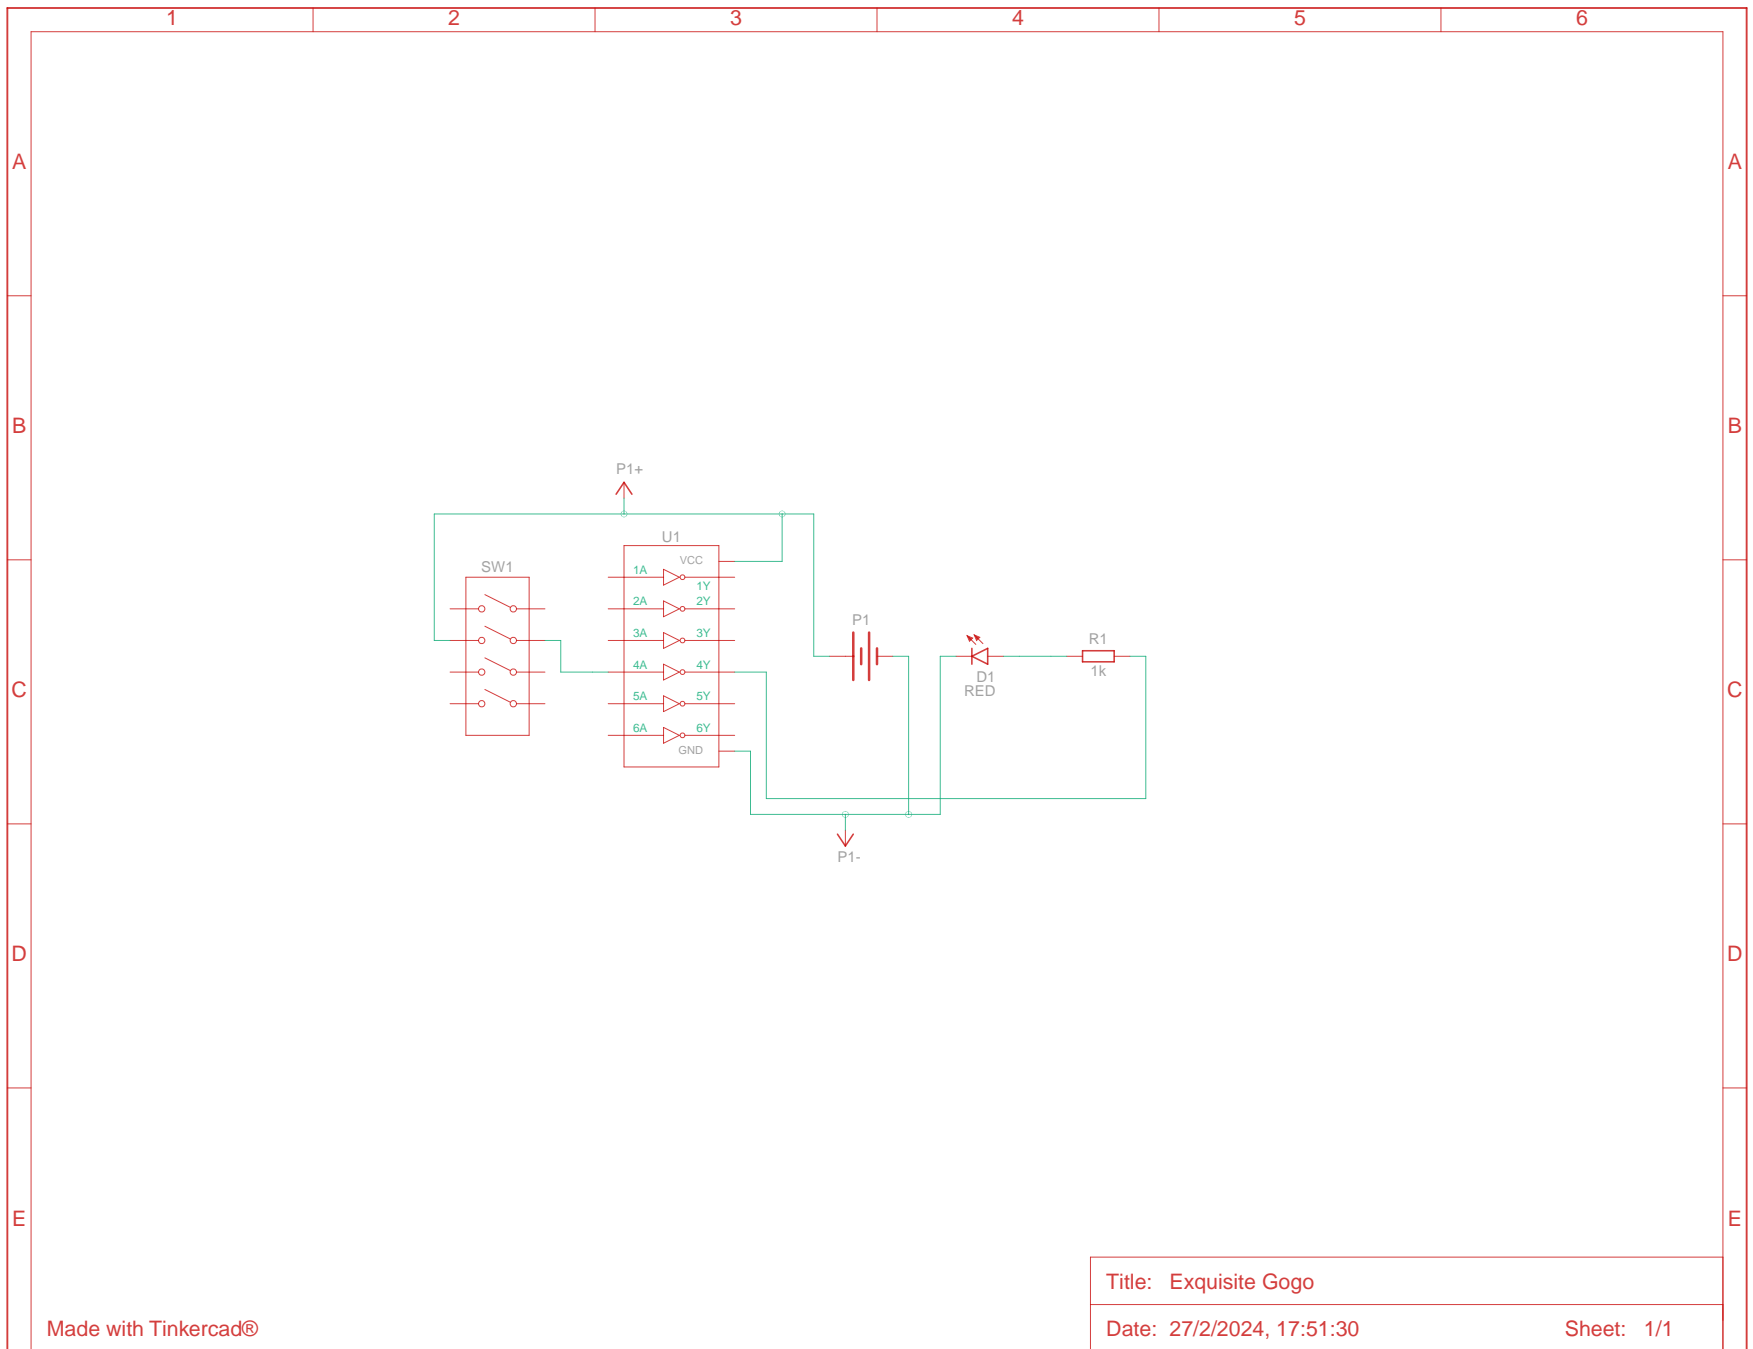 1 2 3 4 5 6
A A
B B
P1+
U1
VCC
SW1
1A 1Y
2A 2Y
3A 3Y
4A 4Y
5A 5Y
6A 6Y
GND
P1
R1
1k
D1
RED
C C
P1-
D D
E E
Title: Exquisite Gogo
Made with Tinkercad®
Date: 27/2/2024, 17:51:30 Sheet: 1/1